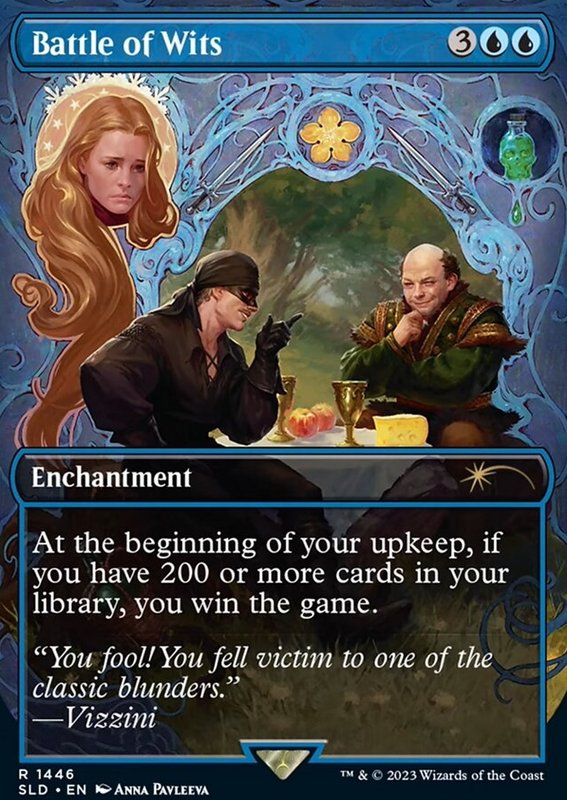 Battle of Wits 3
Enchantment
At the beginning of your upkeep, if
you have 200 or more cards in your
library, you win the game.
“You fool! You fell victim to one of the
classic blunders.”
—Vizzini
R 1446
SLD • EN Anna Pavleeva
™ & © 2023 Wizards of the Coast